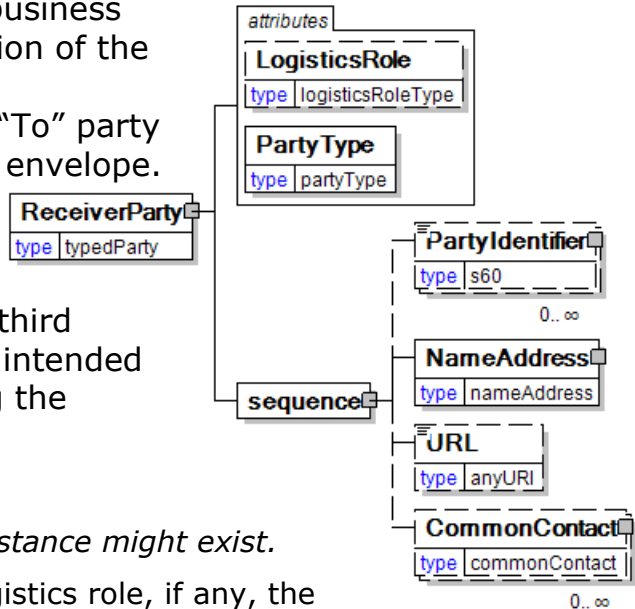 business
ion of the
“To” party
envelope.
third
intended
g the
stance might exist.
gistics role, if any, the
attributes
LogisticsRole
type logisticsRoleType
PartyType
type partyType
ReceiverParty
type typedParty
sequence
PartyIdentifier
type s60
0.. ∞
NameAddress
type nameAddress
URL
type anyURI
CommonContact
type commonContact
0.. ∞